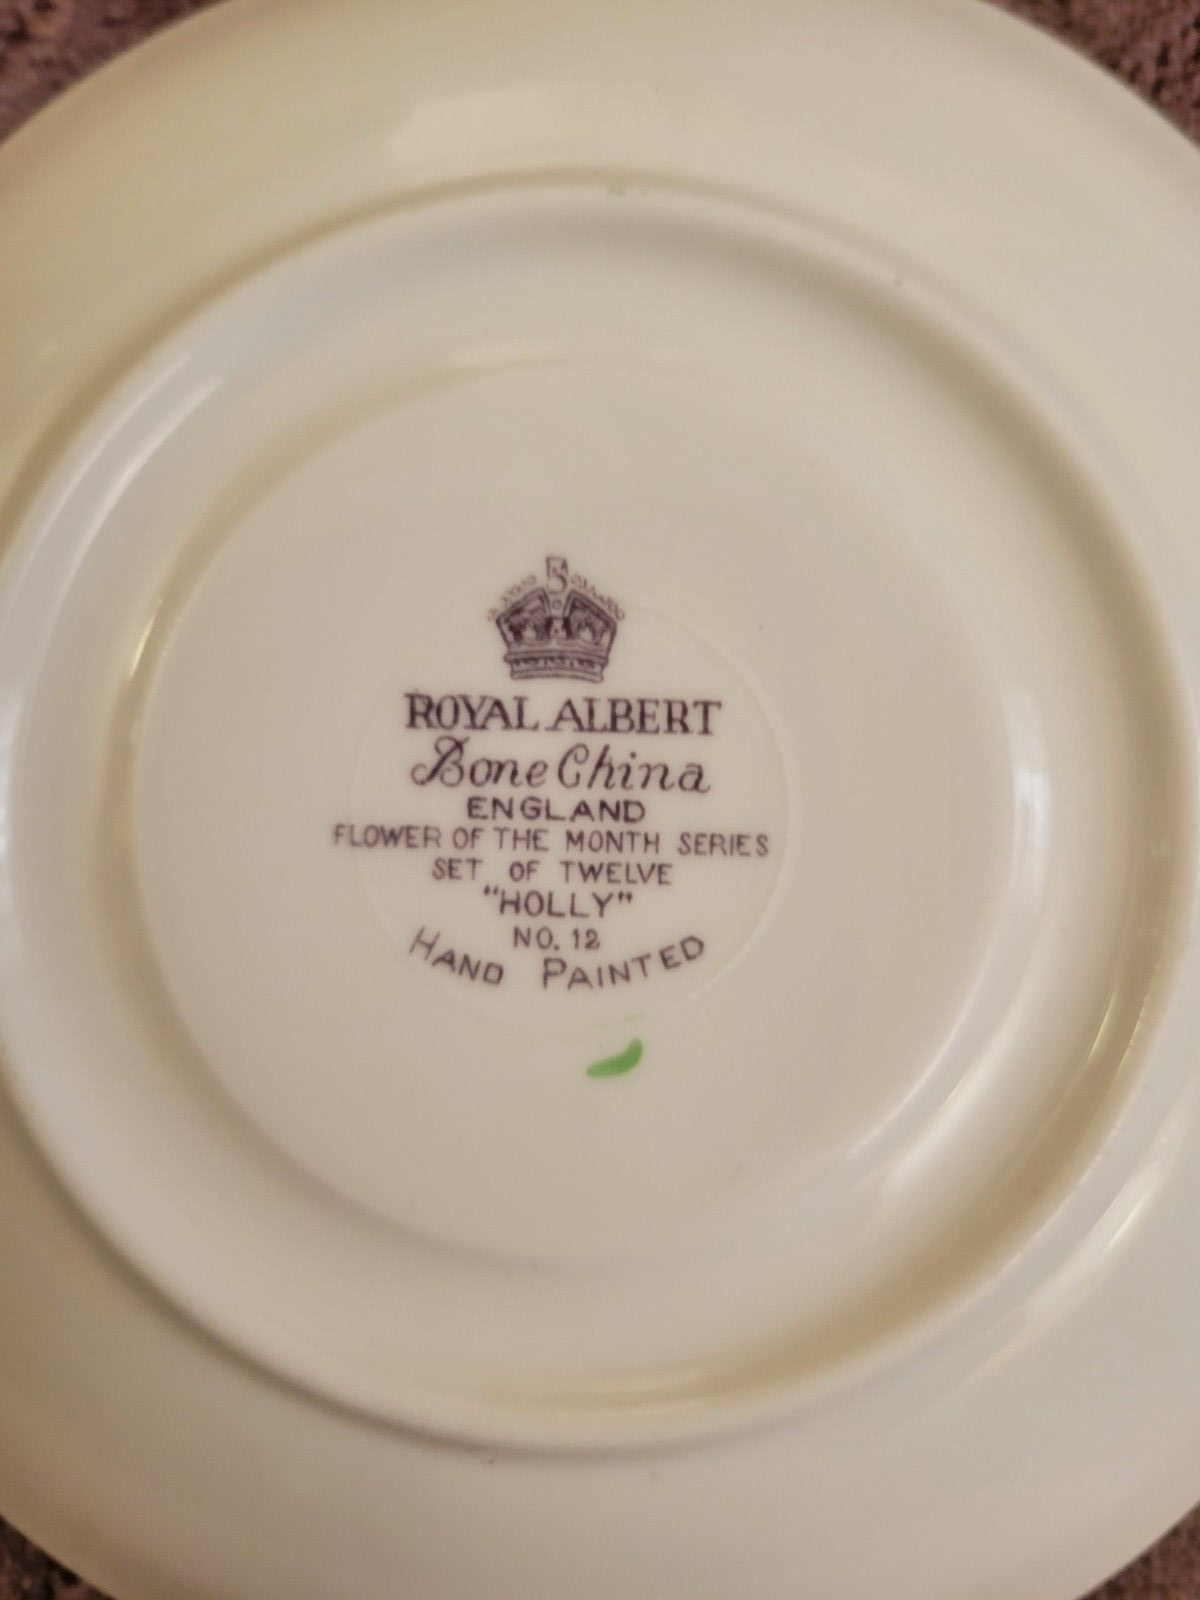 ROYAL ALBERT
Bone China
ENGLAND
FLOWER OF THE MONTH SERIES
SET OF TWELVE
"HOLLY"
NO. 12
HAND PAINTED